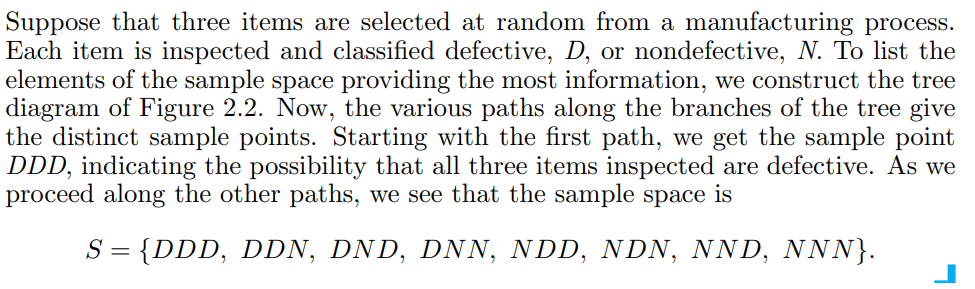 Suppose that three items are selected at random from a manufacturing process.
Each item is inspected and classified defective, D, or nondefective, N. To list the
elements of the sample space providing the most information, we construct the tree
diagram of Figure 2.2. Now, the various paths along the branches of the tree give
the distinct sample points. Starting with the first path, we get the sample point
DDD, indicating the possibility that all three items inspected are defective. As we
proceed along the other paths, we see that the sample space is
S = {DDD, DDN, DND, DNN, NDD, NDN, NND, NNN}.